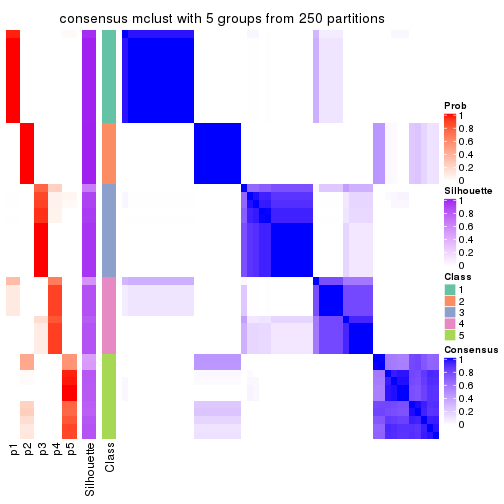 consensus mclust with 5 groups from 250 partitions
Prob
1
0.8
0.6
0.4
0.2
0
Silhouette
1
0.8
0.6
0.4
0.2
0
Class
1
2
3
4
5
Consensus
1
0.8
0.6
0.4
0.2
0
p1
p2
p3
p4
p5
Silhouette
Class